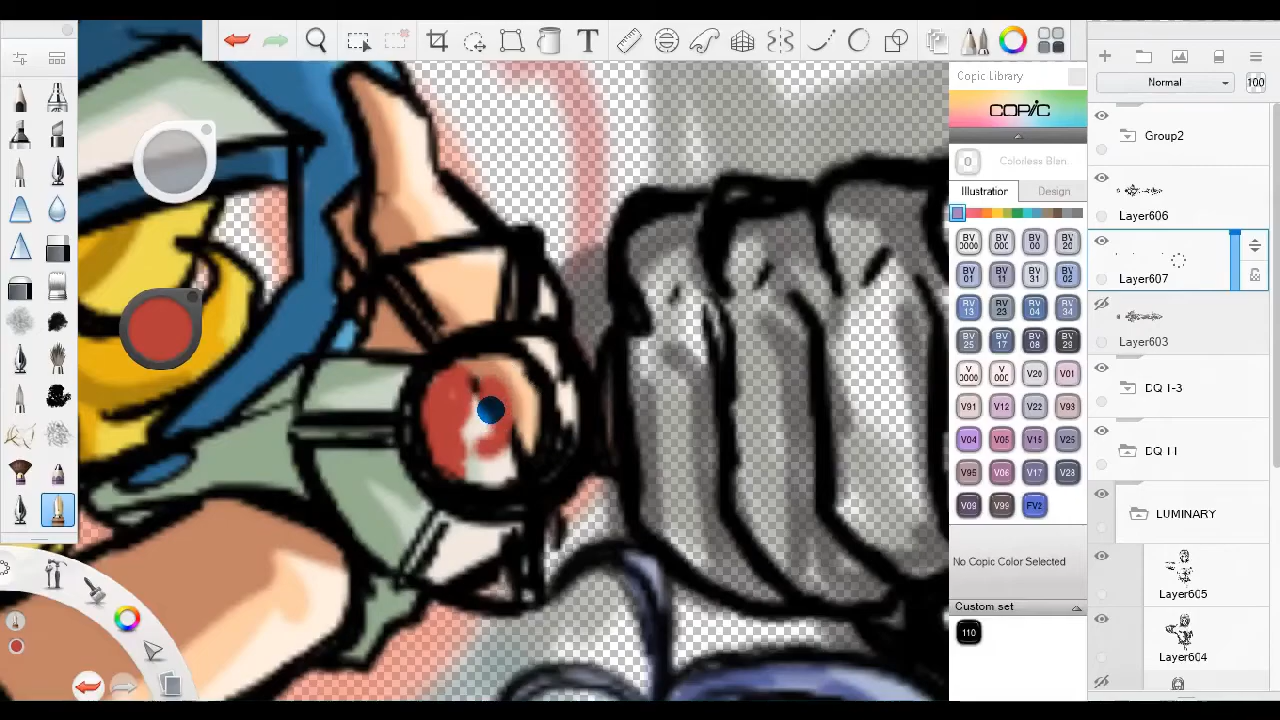 T
Copic Library
COPIC
0 Colorless Blen.
Illustration Design
BV 0000 BV 000 BV 00 BV 20
BV 01 BV 11 BV 31 BV 02
BV 13 BV 23 BV 04 BV 34
BV 25 BV 17 BV 08 BV 29
V 0000 V 000 V20 V01
V91 V12 V22 V93
V04 V05 V15 V25
V95 V06 V17 V28
V09 V99 FV2
No Copic Color Selected
Custom set
110
Normal 100
Group2
Layer606
Layer607
Layer603
DQ I-3
DQ I-I
LUMINARY
Layer605
Layer604